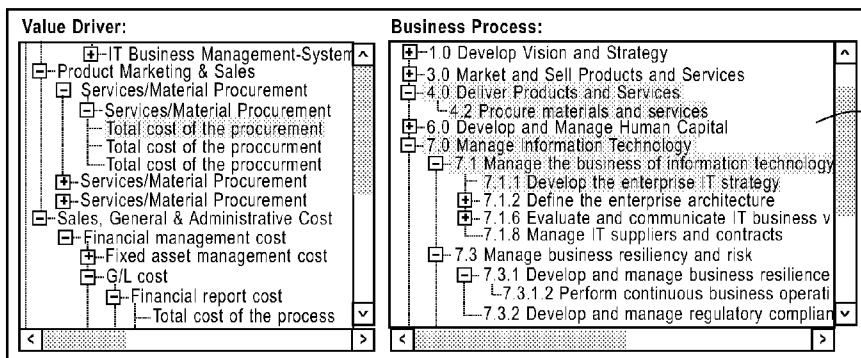 Value Driver:
IT Business Management-System
Product Marketing & Sales
Services/Material Procurement
Services/Material Procurement
Total cost of the procurement
Total cost of the proccurment
Total cost of the proccurment
Services/Material Procurement
Services/Material Procurement
Sales, General & Administrative Cost
Financial management cost
Fixed asset management cost
G/L cost
Financial report cost
Total cost of the process
Business Process:
1.0 Develop Vision and Strategy
3.0 Market and Sell Products and Services
4.0 Deliver Products and Services
4.2 Procure materials and services
6.0 Develop and Manage Human Capital
7.0 Manage Information Technology
7.1 Manage the business of information technology
7.1.1 Develop the enterprise IT strategy
7.1.2 Define the enterprise architecture
7.1.6 Evaluate and communicate IT business v
7.1.8 Manage IT suppliers and contracts
7.3 Manage business resiliency and risk
7.3.1 Develop and manage business resilience
7.3.1.2 Perform continuous business operati
7.3.2 Develop and manage regulatory complian